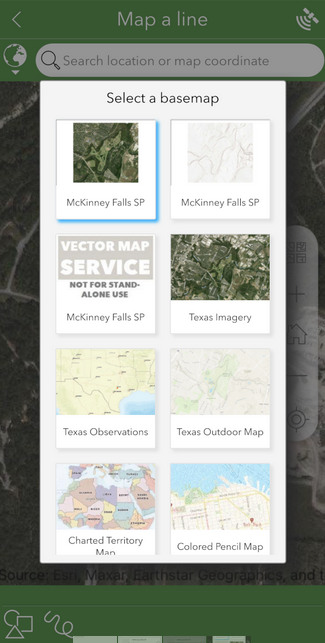 Map a line
Search location or map coordinate
Select a basemap
McKinney Falls SP
McKinney Falls SP
VECTOR MAP
SERVICE
NOT FOR STAND-
ALONE USE
McKinney Falls SP
Texas Imagery
Texas Observations
Texas Outdoor Map
Charted Territory
Map
Colored Pencil Map
Source: Esri, Maxar, Earthstar Geographics, and t